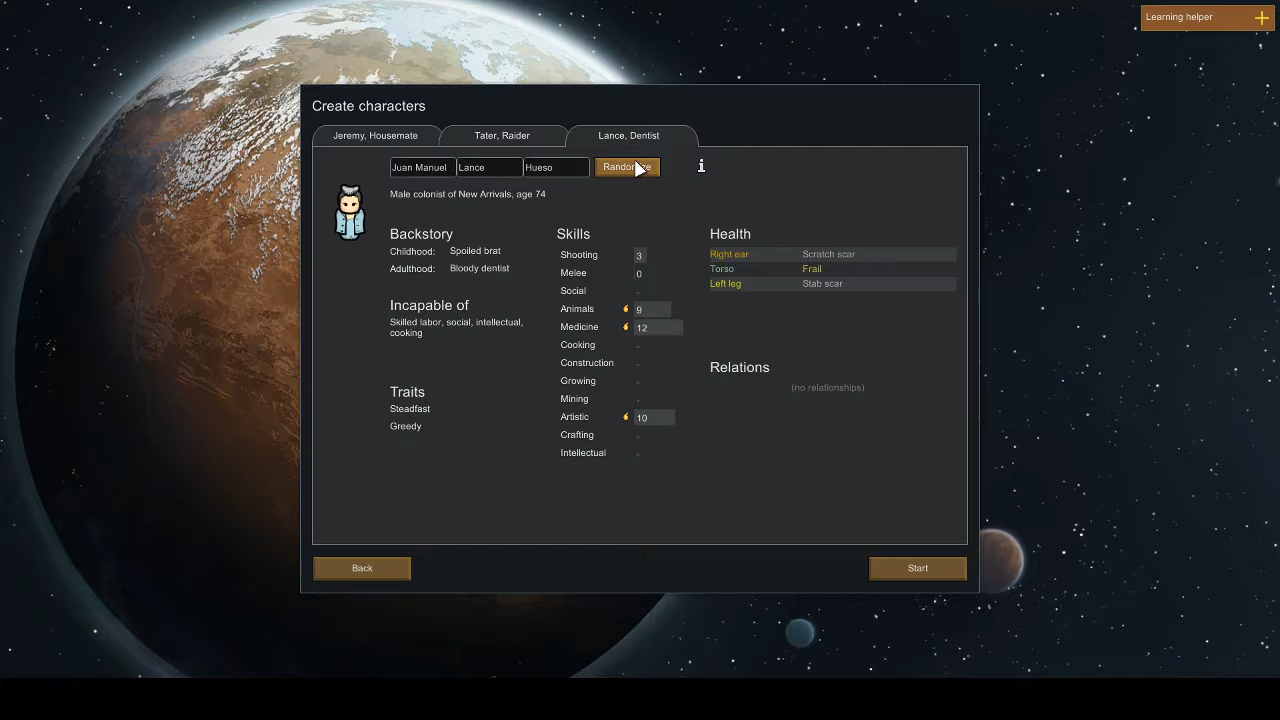 Learning helper
Create characters
Jeremy, Housemate
Tater, Raider
Lance, Dentist
Juan Manuel
Lance
Hueso
Male colonist of New Arrivals, age 74
Backstory
Childhood: Spoiled brat
Adulthood: Bloody dentist
Incapable of
Skilled labor, social, intellectual,
cooking
Traits
Steadfast
Greedy
Skills
Shooting 3
Melee 0
Social -
Animals 9
Medicine 12
Cooking -
Construction -
Growing -
Mining -
Artistic 10
Crafting -
Intellectual -
Health
Right ear Scratch scar
Torso Frail
Left leg Stab scar
Relations
(no relationships)
Back
Start